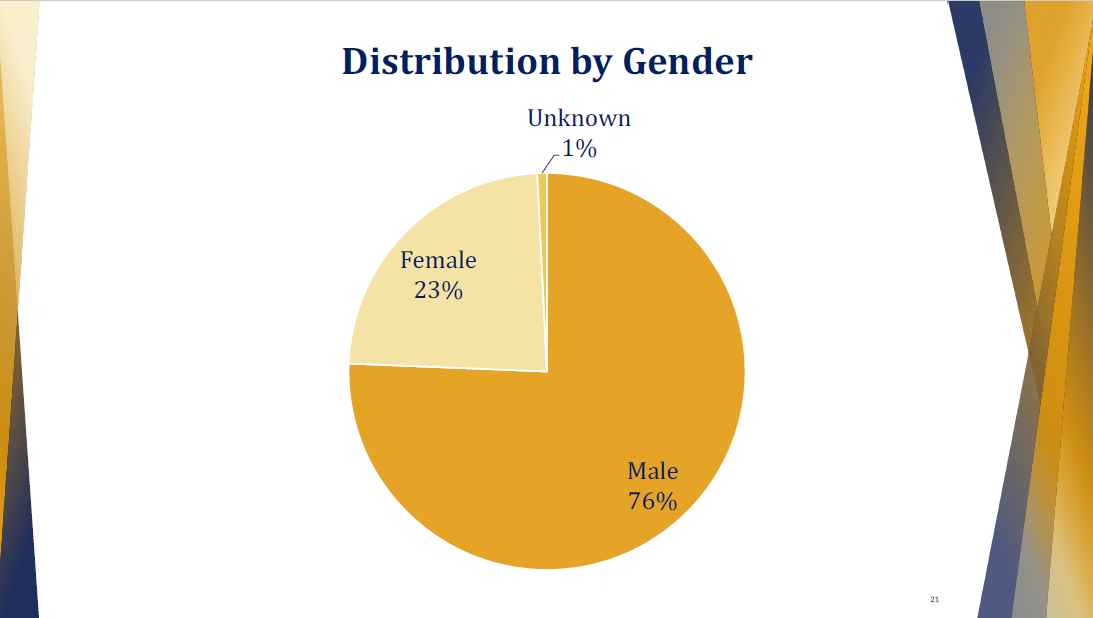 Distribution by Gender
Unknown
1%
Female
23%
Male
76%
21